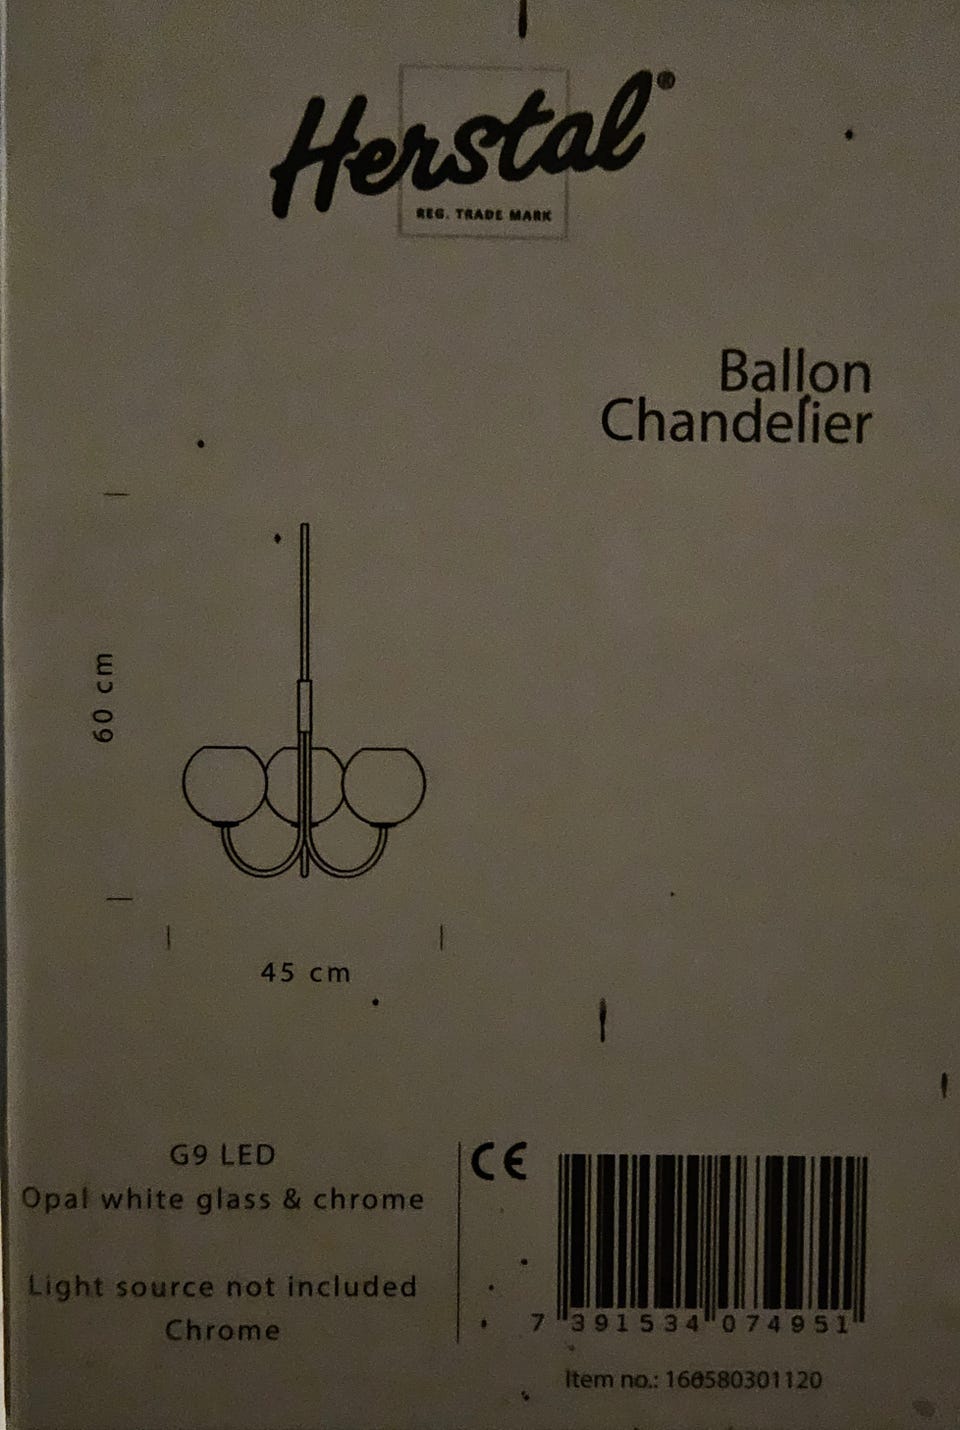 Herstal®
REG. TRADE MARK
Ballon
Chandelier
60 cm
45 cm
G9 LED
Opal white glass & chrome
Light source not included
Chrome
CE
7 391534 074951
Item no.: